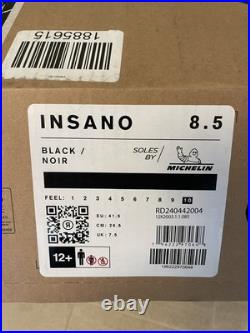 1885615
INSANO 8.5
BLACK / NOIR
SOLES BY
MICHELIN
FEEL: 1 2 3 4 5 6 7 8 9 10
RD240442004
EU: 41.5
CM: 26.5
UK: 7.5
12+